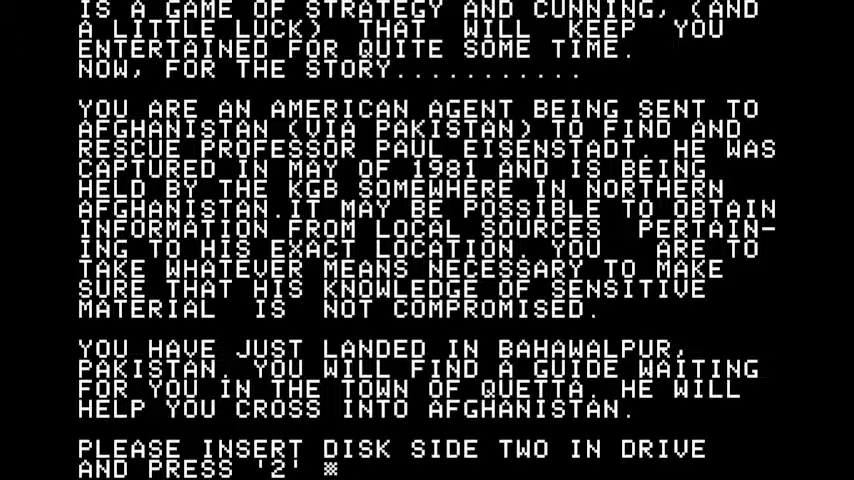 IS A GAME OF STRATEGY AND CUNNING, (AND
A LITTLE LUCK) THAT WILL KEEP YOU
ENTERTAINED FOR QUITE SOME TIME.
NOW, FOR THE STORY...........
YOU ARE AN AMERICAN AGENT BEING SENT TO
AFGHANISTAN (VIA PAKISTAN) TO FIND AND
RESCUE PROFESSOR PAUL EISENSTADT. HE WAS
CAPTURED IN MAY OF 1981 AND IS BEING
HELD BY THE KGB SOMEWHERE IN NORTHERN
AFGHANISTAN.IT MAY BE POSSIBLE TO OBTAIN
INFORMATION FROM LOCAL SOURCES PERTAIN-
ING TO HIS EXACT LOCATION. YOU ARE TO
TAKE WHATEVER MEANS NECESSARY TO MAKE
SURE THAT HIS KNOWLEDGE OF SENSITIVE
MATERIAL IS NOT COMPROMISED.
YOU HAVE JUST LANDED IN BAHAWALPUR,
PAKISTAN. YOU WILL FIND A GUIDE WAITING
FOR YOU IN THE TOWN OF QUETTA. HE WILL
HELP YOU CROSS INTO AFGHANISTAN.
PLEASE INSERT DISK SIDE TWO IN DRIVE
AND PRESS '2'